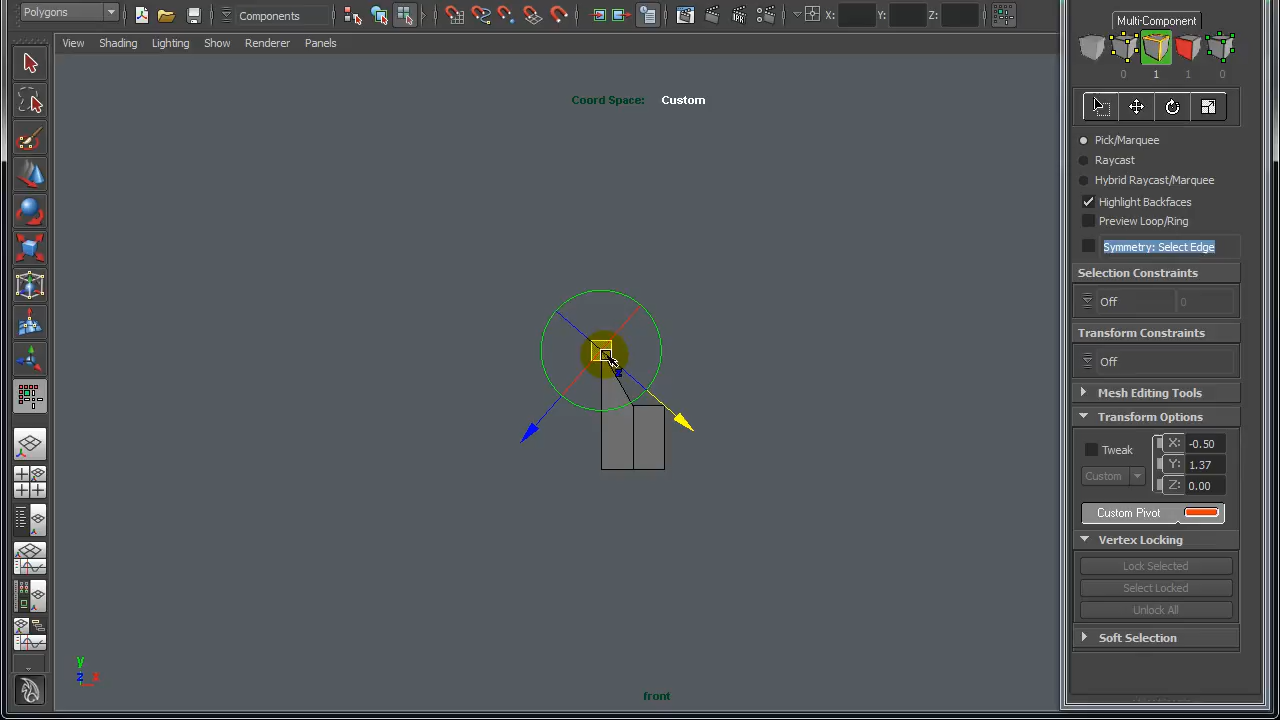 Polygons
Components
X:
Y:
Z:
View Shading Lighting Show Renderer Panels
Coord Space: Custom
z
y
z x
front
Multi-Component
0 1 1 0
Pick/Marquee
Raycast
Hybrid Raycast/Marquee
Highlight Backfaces
Preview Loop/Ring
Symmetry: Select Edge
Selection Constraints
Off 0
Transform Constraints
Off
Mesh Editing Tools
Transform Options
Tweak
Custom
X: -0.50
Y: 1.37
Z: 0.00
Custom Pivot
Vertex Locking
Lock Selected
Select Locked
Unlock All
Soft Selection